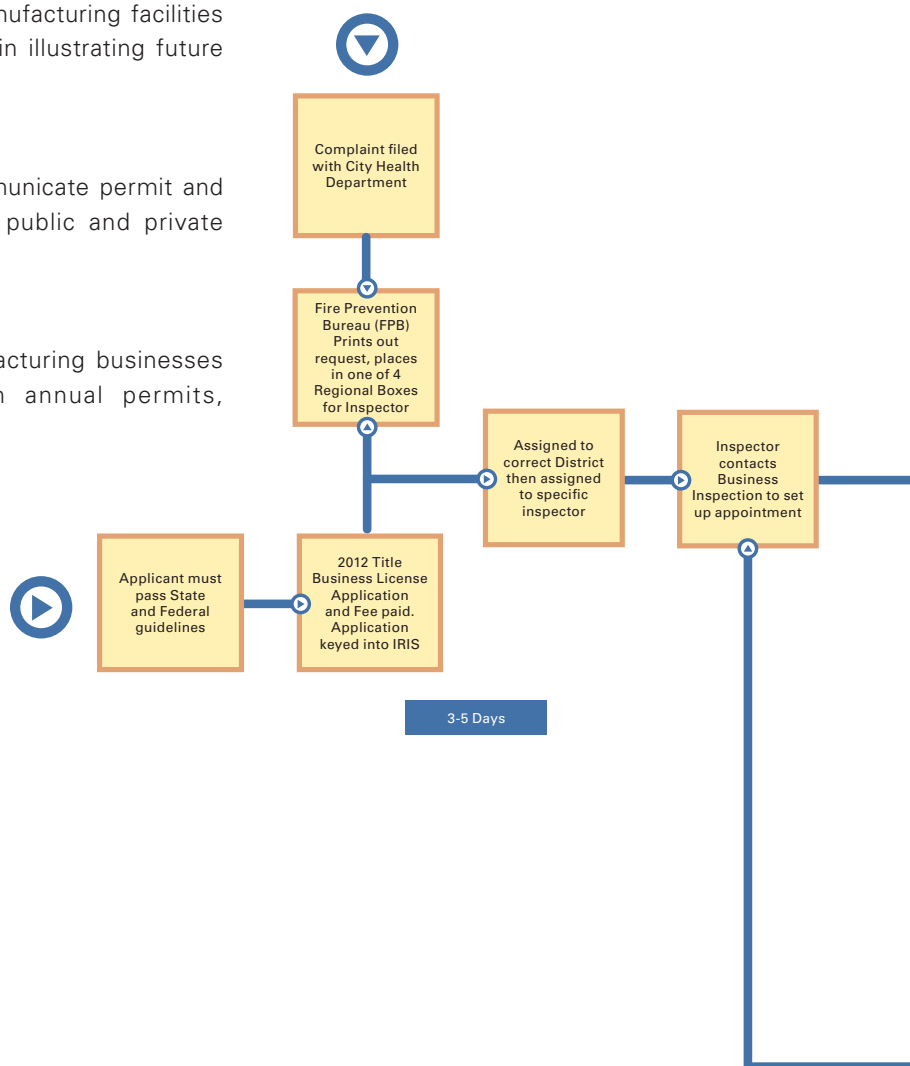 nufacturing facilities
in illustrating future
municate permit and
public and private
acturing businesses
annual permits,
Complaint filed
with City Health
Department
Fire Prevention
Bureau (FPB)
Prints out
request, places
in one of 4
Regional Boxes
for Inspector
Assigned to
correct District
then assigned
to specific
inspector
Inspector
contacts
Business
Inspection to set
up appointment
Applicant must
pass State
and Federal
guidelines
2012 Title
Business License
Application
and Fee paid.
Application
keyed into IRIS
3-5 Days